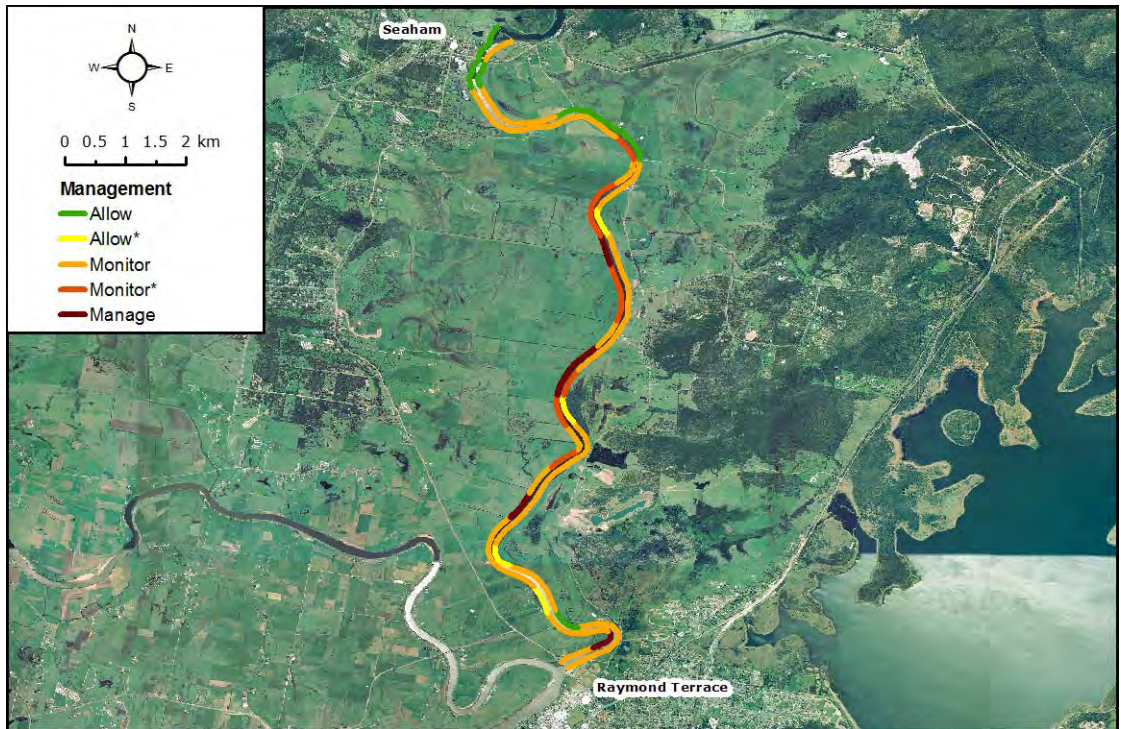 Seaham
N
W E
S
0 0.5 1 1.5 2 km
Management
Allow
Allow*
Monitor
Monitor*
Manage
Raymond Terrace